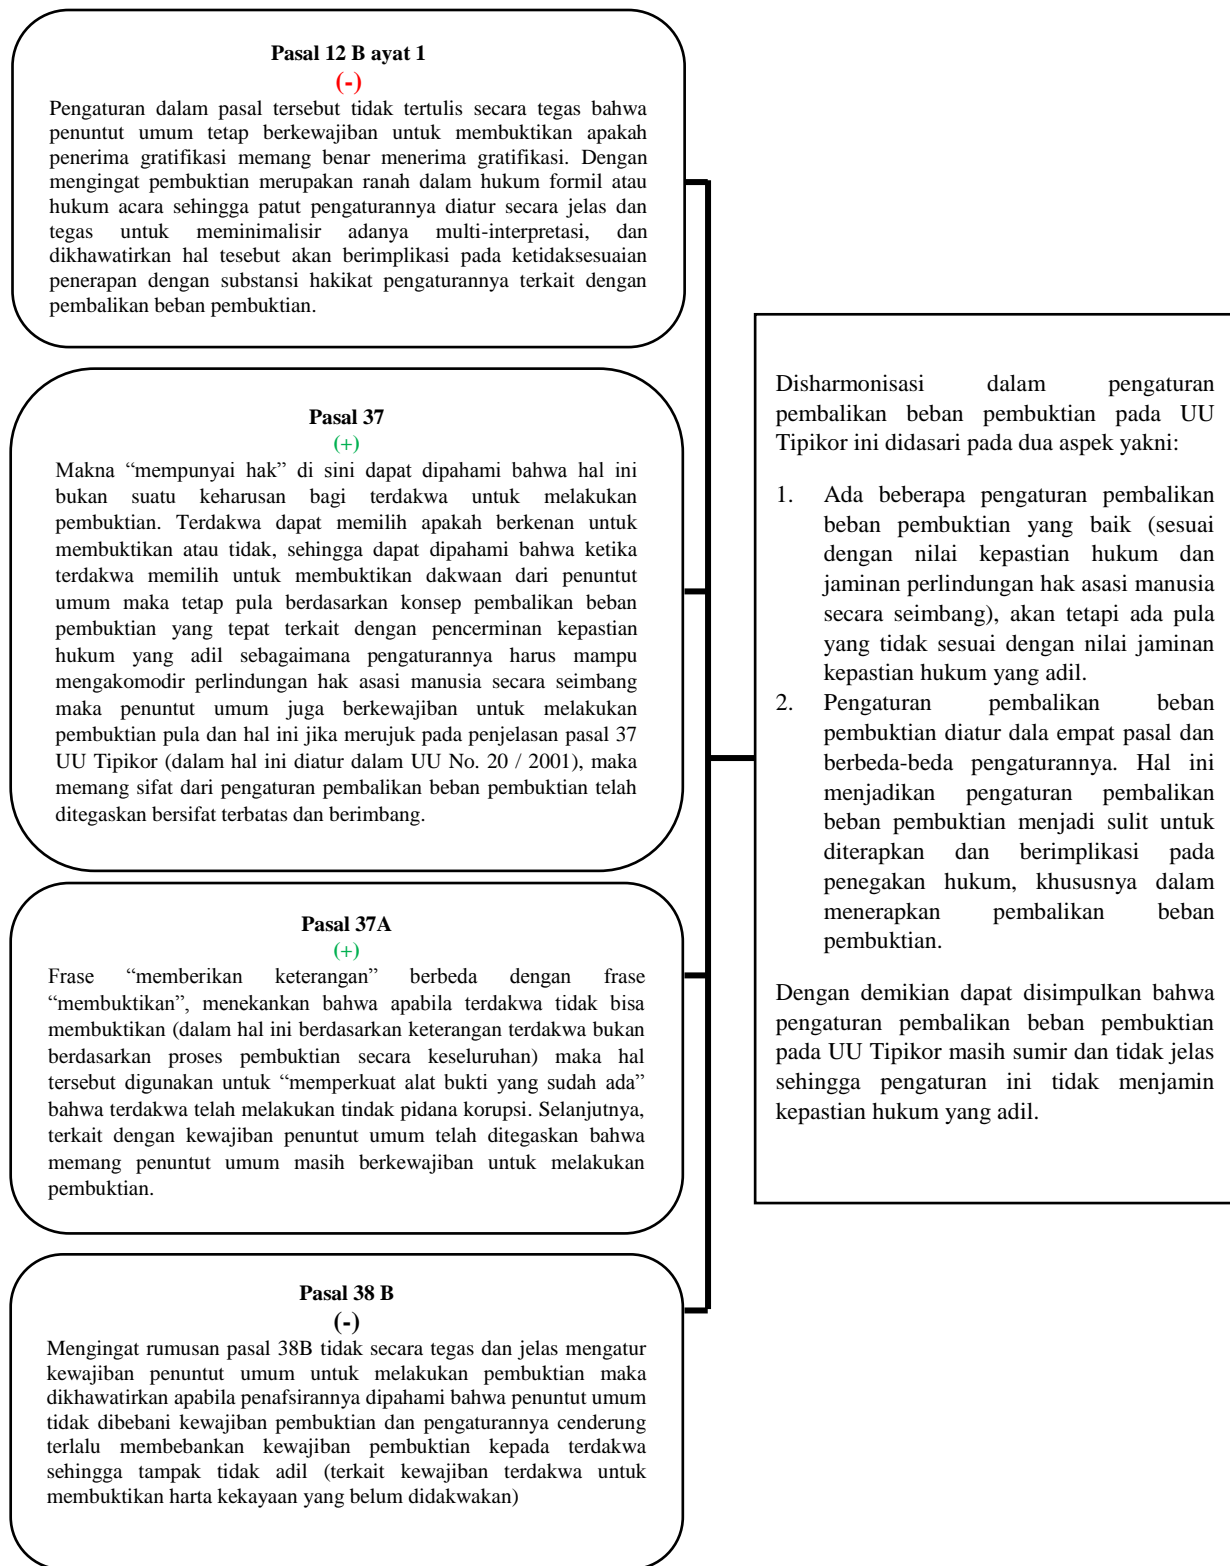 Pasal 12 B ayat 1
(-)
Pengaturan dalam pasal tersebut tidak tertulis secara tegas bahwa
penuntut umum tetap berkewajiban untuk membuktikan apakah
penerima gratifikasi memang benar menerima gratifikasi. Dengan
mengingat pembuktian merupakan ranah dalam hukum formil atau
hukum acara sehingga patut pengaturannya diatur secara jelas dan
tegas untuk meminimalisir adanya multi-interpretasi, dan
dikhawatirkan hal tesebut akan berimplikasi pada ketidaksesuaian
penerapan dengan substansi hakikat pengaturannya terkait dengan
pembalikan beban pembuktian.
Pasal 37
(+)
Makna “mempunyai hak” di sini dapat dipahami bahwa hal ini
bukan suatu keharusan bagi terdakwa untuk melakukan
pembuktian. Terdakwa dapat memilih apakah berkenan untuk
membuktikan atau tidak, sehingga dapat dipahami bahwa ketika
terdakwa memilih untuk membuktikan dakwaan dari penuntut
umum maka tetap pula berdasarkan konsep pembalikan beban
pembuktian yang tepat terkait dengan pencerminan kepastian
hukum yang adil sebagaimana pengaturannya harus mampu
mengakomodir perlindungan hak asasi manusia secara seimbang
maka penuntut umum juga berkewajiban untuk melakukan
pembuktian pula dan hal ini jika merujuk pada penjelasan pasal 37
UU Tipikor (dalam hal ini diatur dalam UU No. 20 / 2001), maka
memang sifat dari pengaturan pembalikan beban pembuktian telah
ditegaskan bersifat terbatas dan berimbang.
Pasal 37A
(+)
Frase “memberikan keterangan” berbeda dengan frase
“membuktikan”, menekankan bahwa apabila terdakwa tidak bisa
membuktikan (dalam hal ini berdasarkan keterangan terdakwa bukan
berdasarkan proses pembuktian secara keseluruhan) maka hal
tersebut digunakan untuk “memperkuat alat bukti yang sudah ada”
bahwa terdakwa telah melakukan tindak pidana korupsi. Selanjutnya,
terkait dengan kewajiban penuntut umum telah ditegaskan bahwa
memang penuntut umum masih berkewajiban untuk melakukan
pembuktian.
Pasal 38 B
(-)
Mengingat rumusan pasal 38B tidak secara tegas dan jelas mengatur
kewajiban penuntut umum untuk melakukan pembuktian maka
dikhawatirkan apabila penafsirannya dipahami bahwa penuntut umum
tidak dibebani kewajiban pembuktian dan pengaturannya cenderung
terlalu membebankan kewajiban pembuktian kepada terdakwa
sehingga tampak tidak adil (terkait kewajiban terdakwa untuk
membuktikan harta kekayaan yang belum didakwakan)
Disharmonisasi dalam pengaturan
pembalikan beban pembuktian pada UU
Tipikor ini didasari pada dua aspek yakni:
1. Ada beberapa pengaturan pembalikan
beban pembuktian yang baik (sesuai
dengan nilai kepastian hukum dan
jaminan perlindungan hak asasi manusia
secara seimbang), akan tetapi ada pula
yang tidak sesuai dengan nilai jaminan
kepastian hukum yang adil.
2. Pengaturan pembalikan beban
pembuktian diatur dala empat pasal dan
berbeda-beda pengaturannya. Hal ini
menjadikan pengaturan pembalikan
beban pembuktian menjadi sulit untuk
diterapkan dan berimplikasi pada
penegakan hukum, khususnya dalam
menerapkan pembalikan beban
pembuktian.
Dengan demikian dapat disimpulkan bahwa
pengaturan pembalikan beban pembuktian
pada UU Tipikor masih sumir dan tidak jelas
sehingga pengaturan ini tidak menjamin
kepastian hukum yang adil.